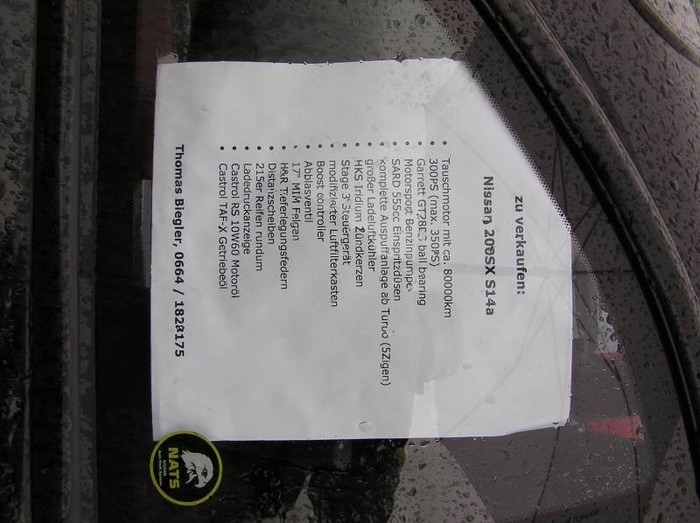 zu verkaufen:
Nissan 200SX S14a
• Tauschmotor mit ca. 80000km
• 300PS (max. 350PS)
• Garrett ball bearing
• Motorsport Benzinpumpe
• SARD 555cc Einspritzdüsen
• komplette Auspuffanlage ab Turbo (5Zigen)
• großer Ladeluftkühler
• HKS Iridium Zündkerzen
• Stage 3 Steuergerät
• modifizierter Luftfilterkasten
• Boost controller
• Abblasventil
• 17" MIM Felgen
• H&R Tieferlegungsfedern
• Distanzscheiben
• 215er Reifen rundum
• Ladedruckanzeige
• Castrol RS 10W60 Motoröl
• Castrol TAF-X Getriebeöl
Thomas Biegler, 0664 / 1828175
NATS